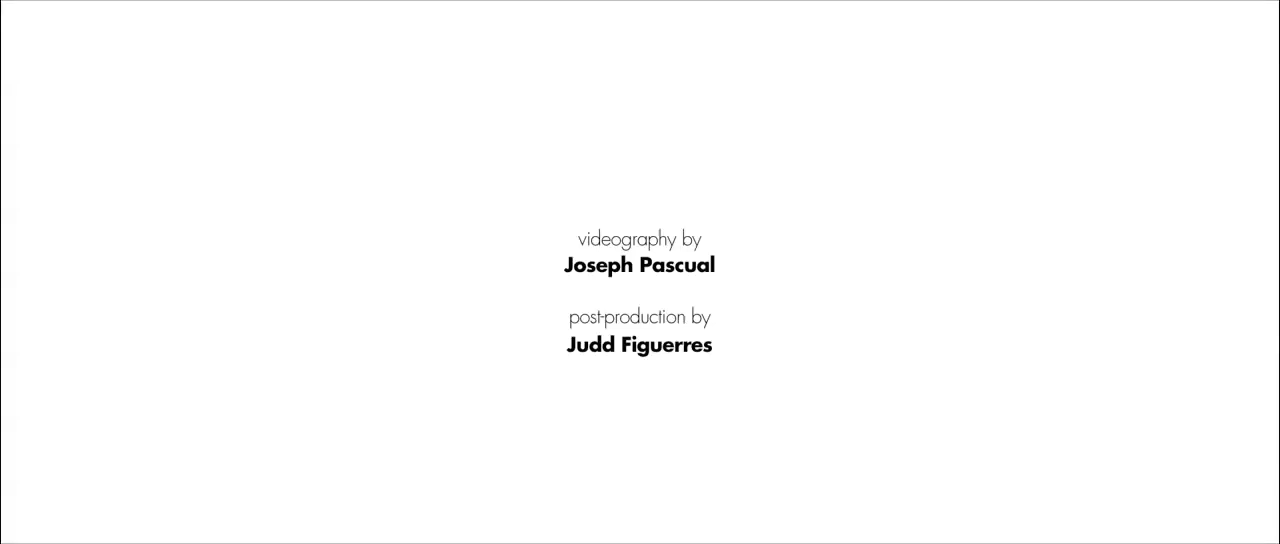 videography by
Joseph Pascual
post-production by
Judd Figuerres